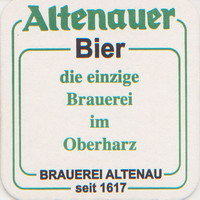 Altenauer
Bier
die einzige
Brauerei
im
Oberharz
BRAUEREI ALTENAU
seit 1617